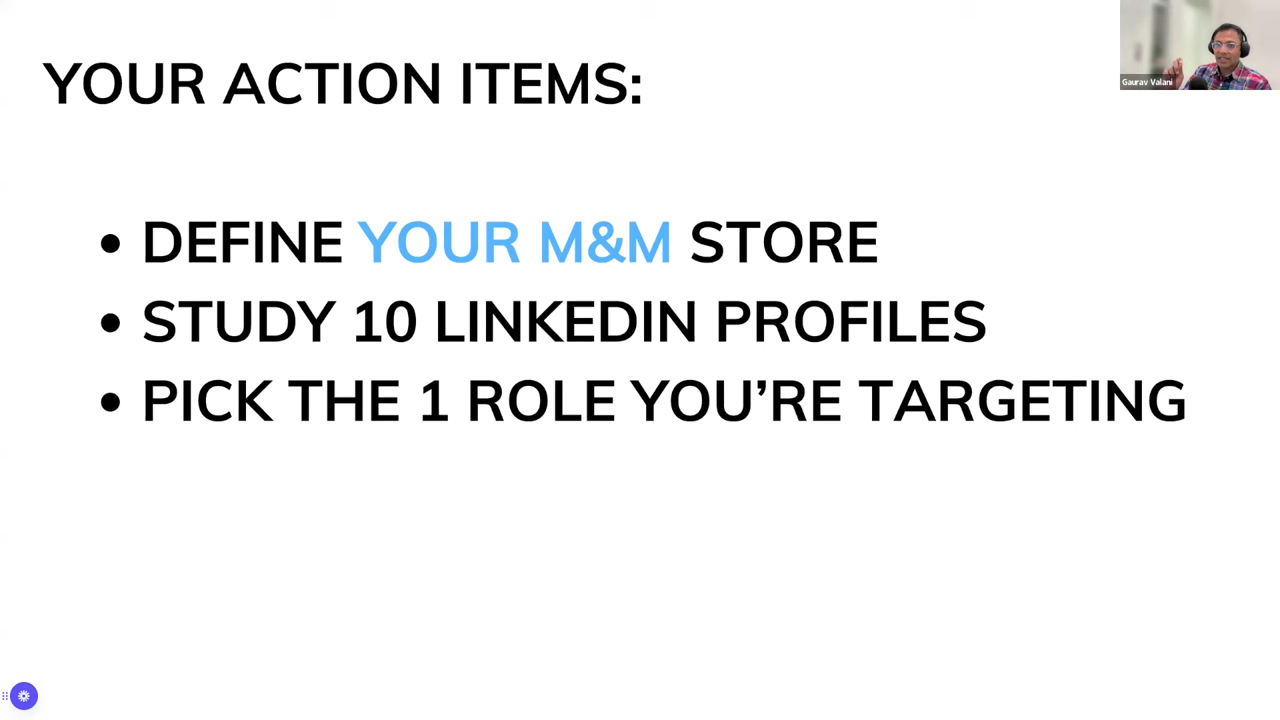 YOUR ACTION ITEMS:
Gaurav Valani
• DEFINE YOUR M&M STORE
• STUDY 10 LINKEDIN PROFILES
• PICK THE 1 ROLE YOU’RE TARGETING